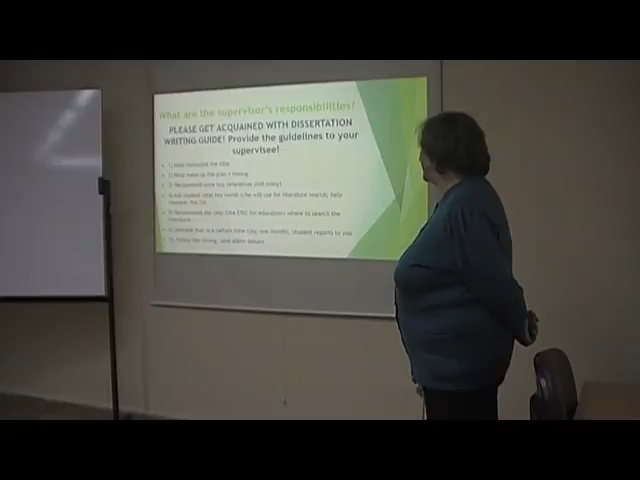 What are the supervisor's responsibilities?
PLEASE GET ACQUAINED WITH DISSERTATION
WRITING GUIDE! Provide the guidelines to your
supervisee!
1) Help formulate the title
2) Help make up the plan + timing
3) Recommend some key references (not many)
4) Ask student what key words s/he will use for literature search; help
5) Recommend the sites (like ERIC for education) where to search the
literature
6) in a certain time (say, one month), student reports to you
7) Follow the timing, send alarm letters